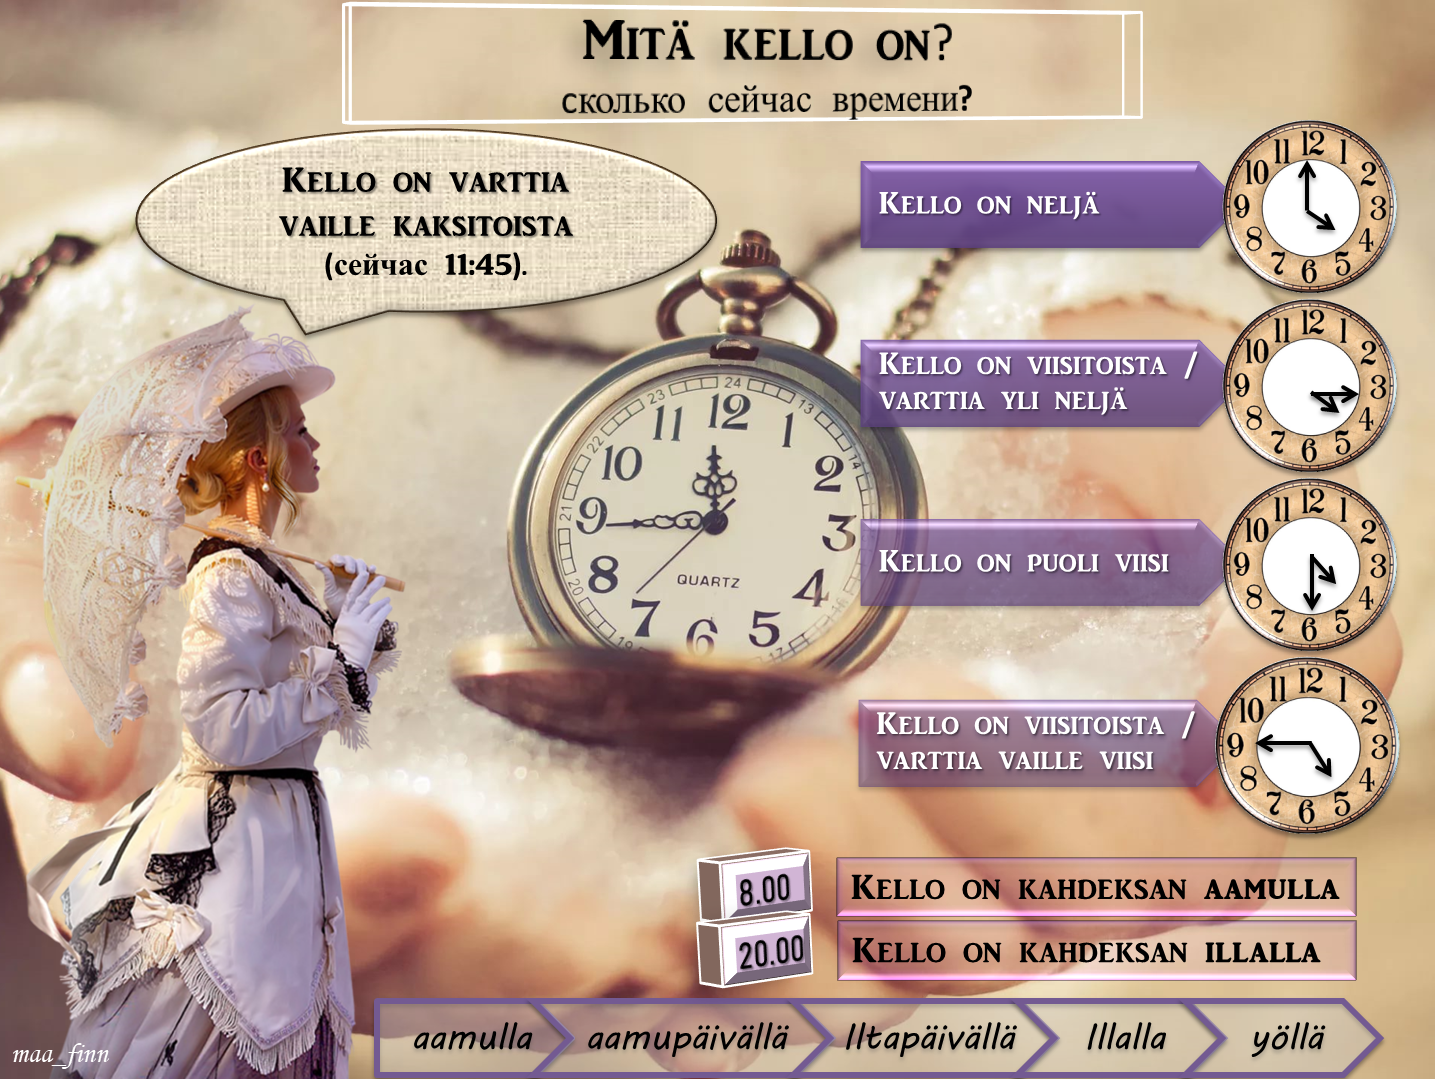 Mitä kello on?
сколько сейчас времени?
Kello on varttia
vaille kaksitoista
(сейчас 11:45).
Kello on neljä
Kello on viisitoista /
varttia yli neljä
Kello on puoli viisi
Kello on viisitoista /
varttia vaille viisi
8.00
Kello on kahdeksan aamulla
20.00
Kello on kahdeksan illalla
aamulla
aamupäivällä
Iltapäivällä
Illalla
yöllä
QUARTZ
maa_finn